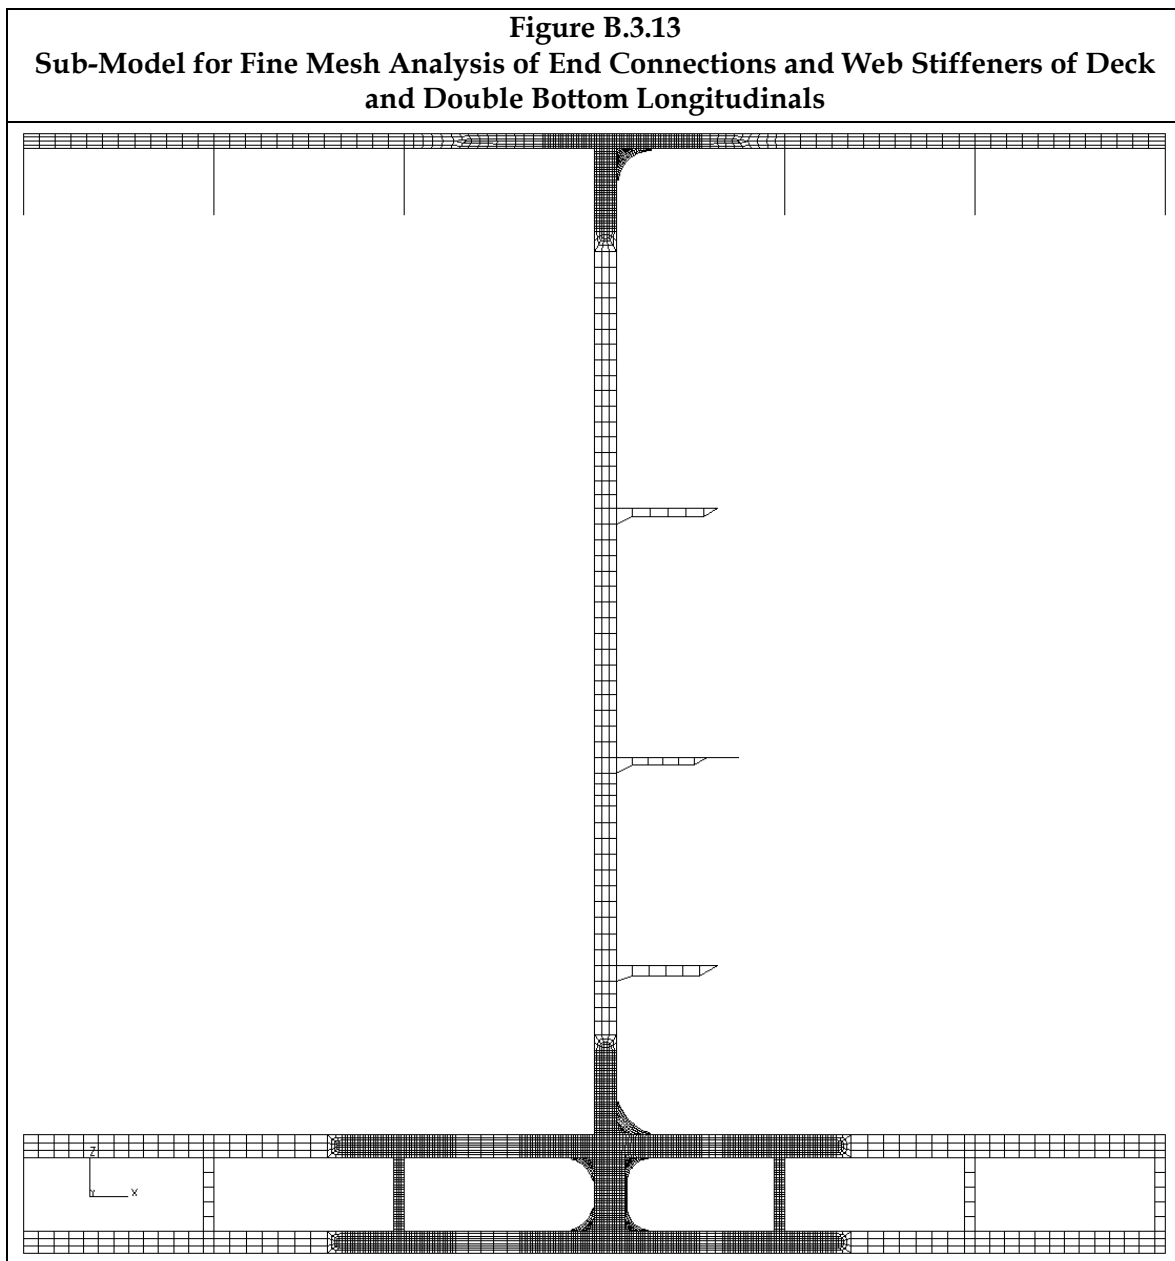 Figure B.3.13
Sub-Model for Fine Mesh Analysis of End Connections and Web Stiffeners of Deck
and Double Bottom Longitudinals
Z
Y X